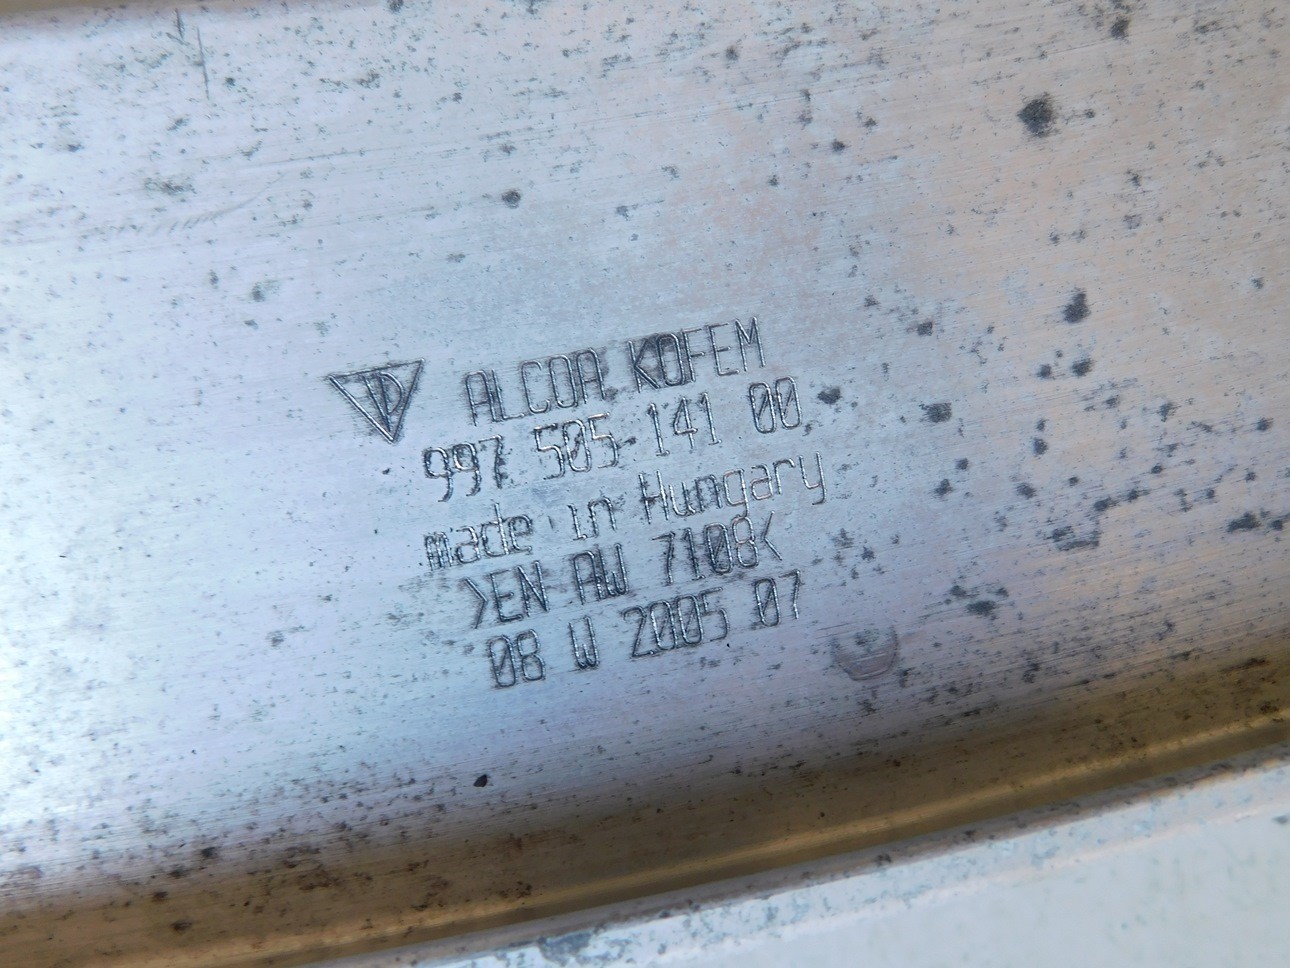 ALCOA KOFEM
997 505 141 00
made in Hungary
>EN AW 7108<
08 W 2005 07